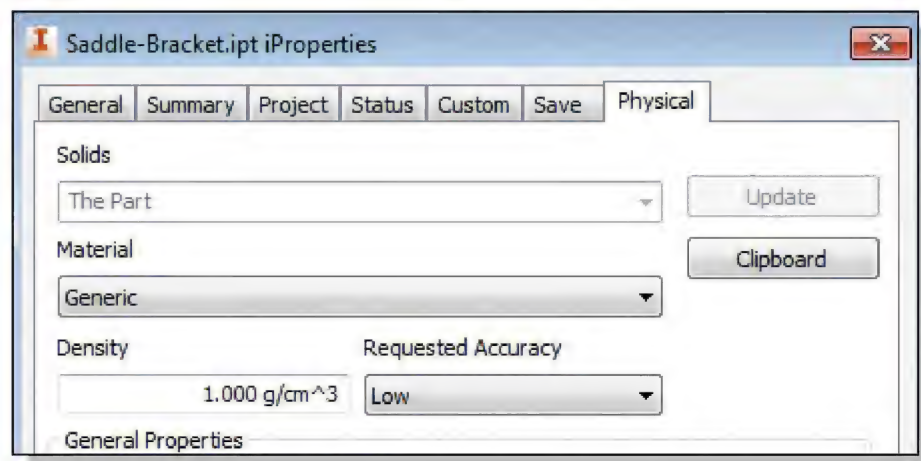 Saddle-Bracket.ipt iProperties
General Summary Project Status Custom Save Physical
Solids
The Part
Update
Material
Clipboard
Generic
Density Requested Accuracy
1.000 g/cm^3 Low
General Properties